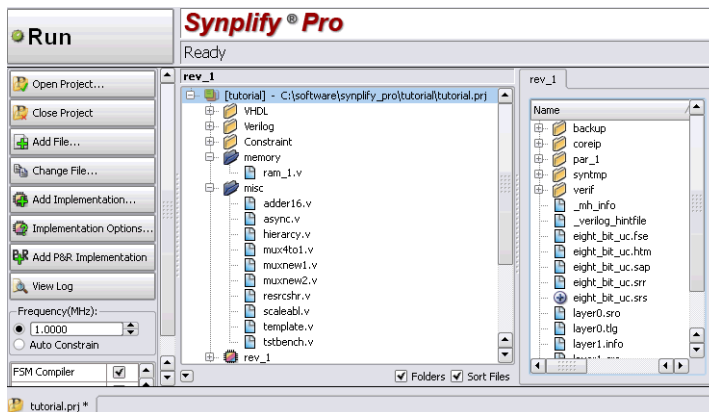 Run
Synplify ® Pro
Ready
Open Project...
Close Project
Add File...
Change File...
Add Implementation...
Implementation Options...
Add P&R Implementation
View Log
Frequency(MHz):
1.0000
Auto Constrain
FSM Compiler
rev_1
[tutorial] - C:\software\synplify_pro\tutorial\tutorial.prj
VHDL
Verilog
Constraint
memory
ram_1.v
misc
adder16.v
async.v
hierarcy.v
mux4to1.v
muxnew1.v
muxnew2.v
resrcshr.v
scaleabl.v
template.v
tstbench.v
rev_1
Folders
Sort Files
rev_1
Name
backup
coreip
par_1
syntmp
verif
_mh_info
_verilog_hintfile
eight_bit_uc.fse
eight_bit_uc.htm
eight_bit_uc.sap
eight_bit_uc.srr
eight_bit_uc.srs
layer0.sro
layer0.tlg
layer1.info
tutorial.prj *